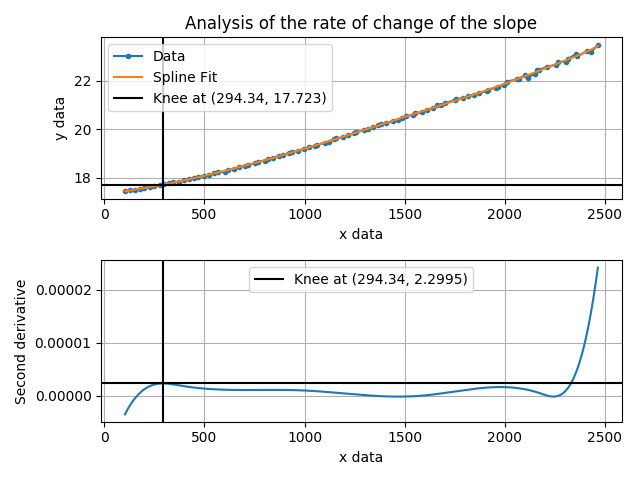 Analysis of the rate of change of the slope
Data
Spline Fit
Knee at (294.34, 17.723)
y data
22
20
18
0 500 1000 1500 2000 2500
x data
Knee at (294.34, 2.2995)
Second derivative
0.00002
0.00001
0.00000
0 500 1000 1500 2000 2500
x data